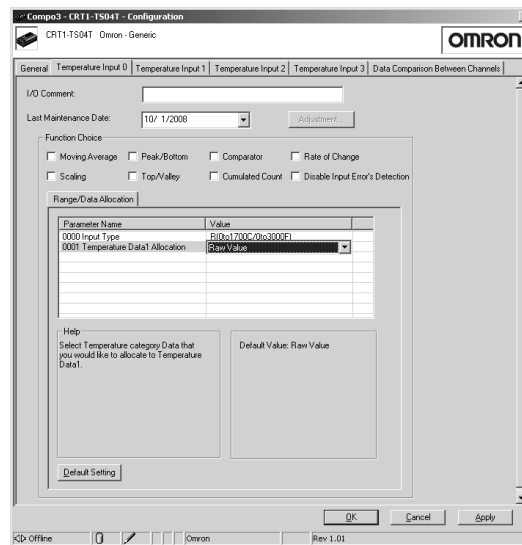 Compo3 - CRT1-TS04T - Configuration
CRT1-TS04T Omron - Generic
OMRON
General Temperature Input 0 Temperature Input 1 Temperature Input 2 Temperature Input 3 Data Comparison Between Channels
I/O Comment:
Last Maintenance Date: 10/ 1/2008 Adjustment...
Function Choice
Moving Average Peak/Bottom Comparator Rate of Change
Scaling Top/Valley Cumulated Count Disable Input Error's Detection
Range/Data Allocation
Parameter Name Value
0000 Input Type R(0to1700C/0to3000F)
0001 Temperature Data1 Allocation Raw Value
Help
Select Temperature category Data that
you would like to allocate to Temperature
Data1.
Default Value: Raw Value
Default Setting
OK Cancel Apply
Offline Omron Rev 1.01